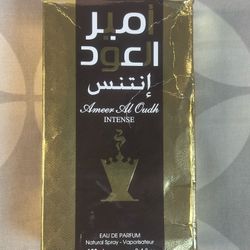 أمير
العود
إنتنس
Ameer Al Oudh
INTENSE
EAU DE PARFUM
Natural Spray - Vaporisateur